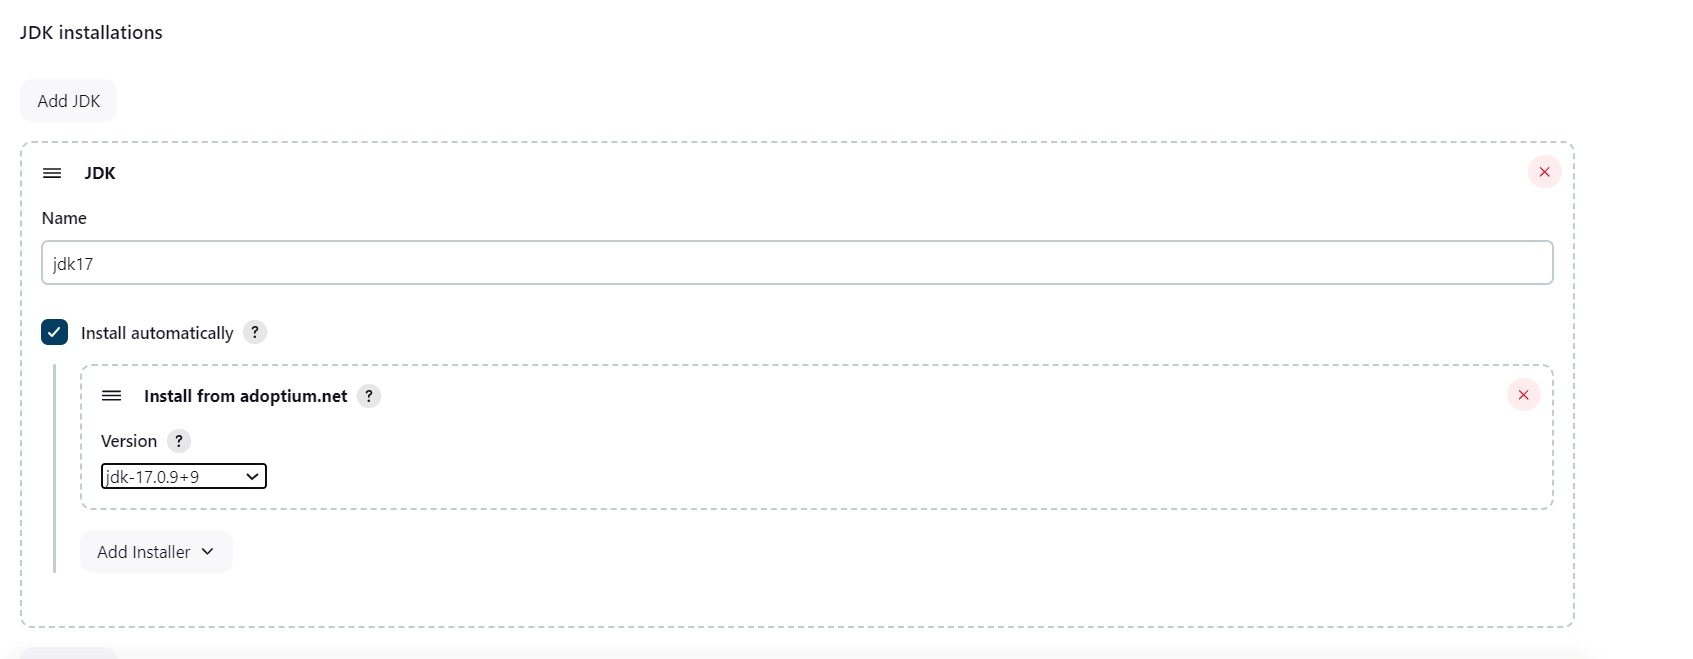 JDK installations
Add JDK
JDK
Name
jdk17
Install automatically ?
Install from adoptium.net ?
Version ?
jdk-17.0.9+9
Add Installer